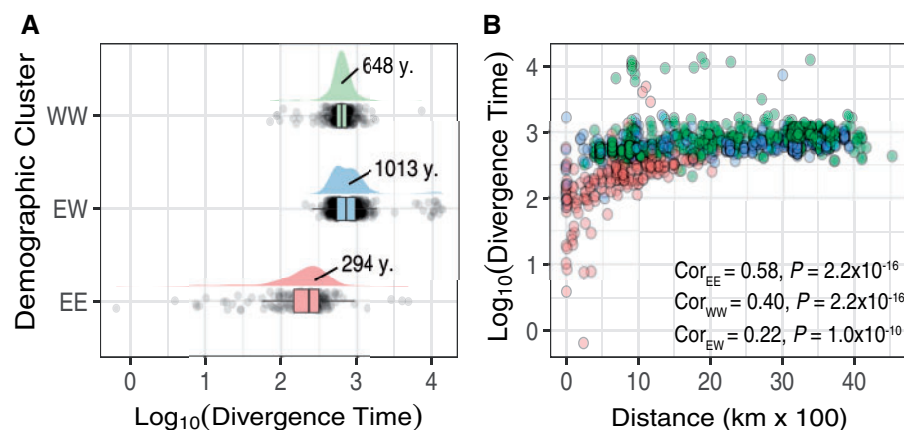 A
Demographic Cluster
WW
EW
EE
648 y.
1013 y.
294 y.
0 1 2 3 4
Log10(Divergence Time)
B
Log10(Divergence Time)
4
3
2
1
0
CorEE = 0.58, P = 2.2x10-16
CorWW = 0.40, P = 2.2x10-16
CorEW = 0.22, P = 1.0x10-10
0 10 20 30 40
Distance (km x 100)